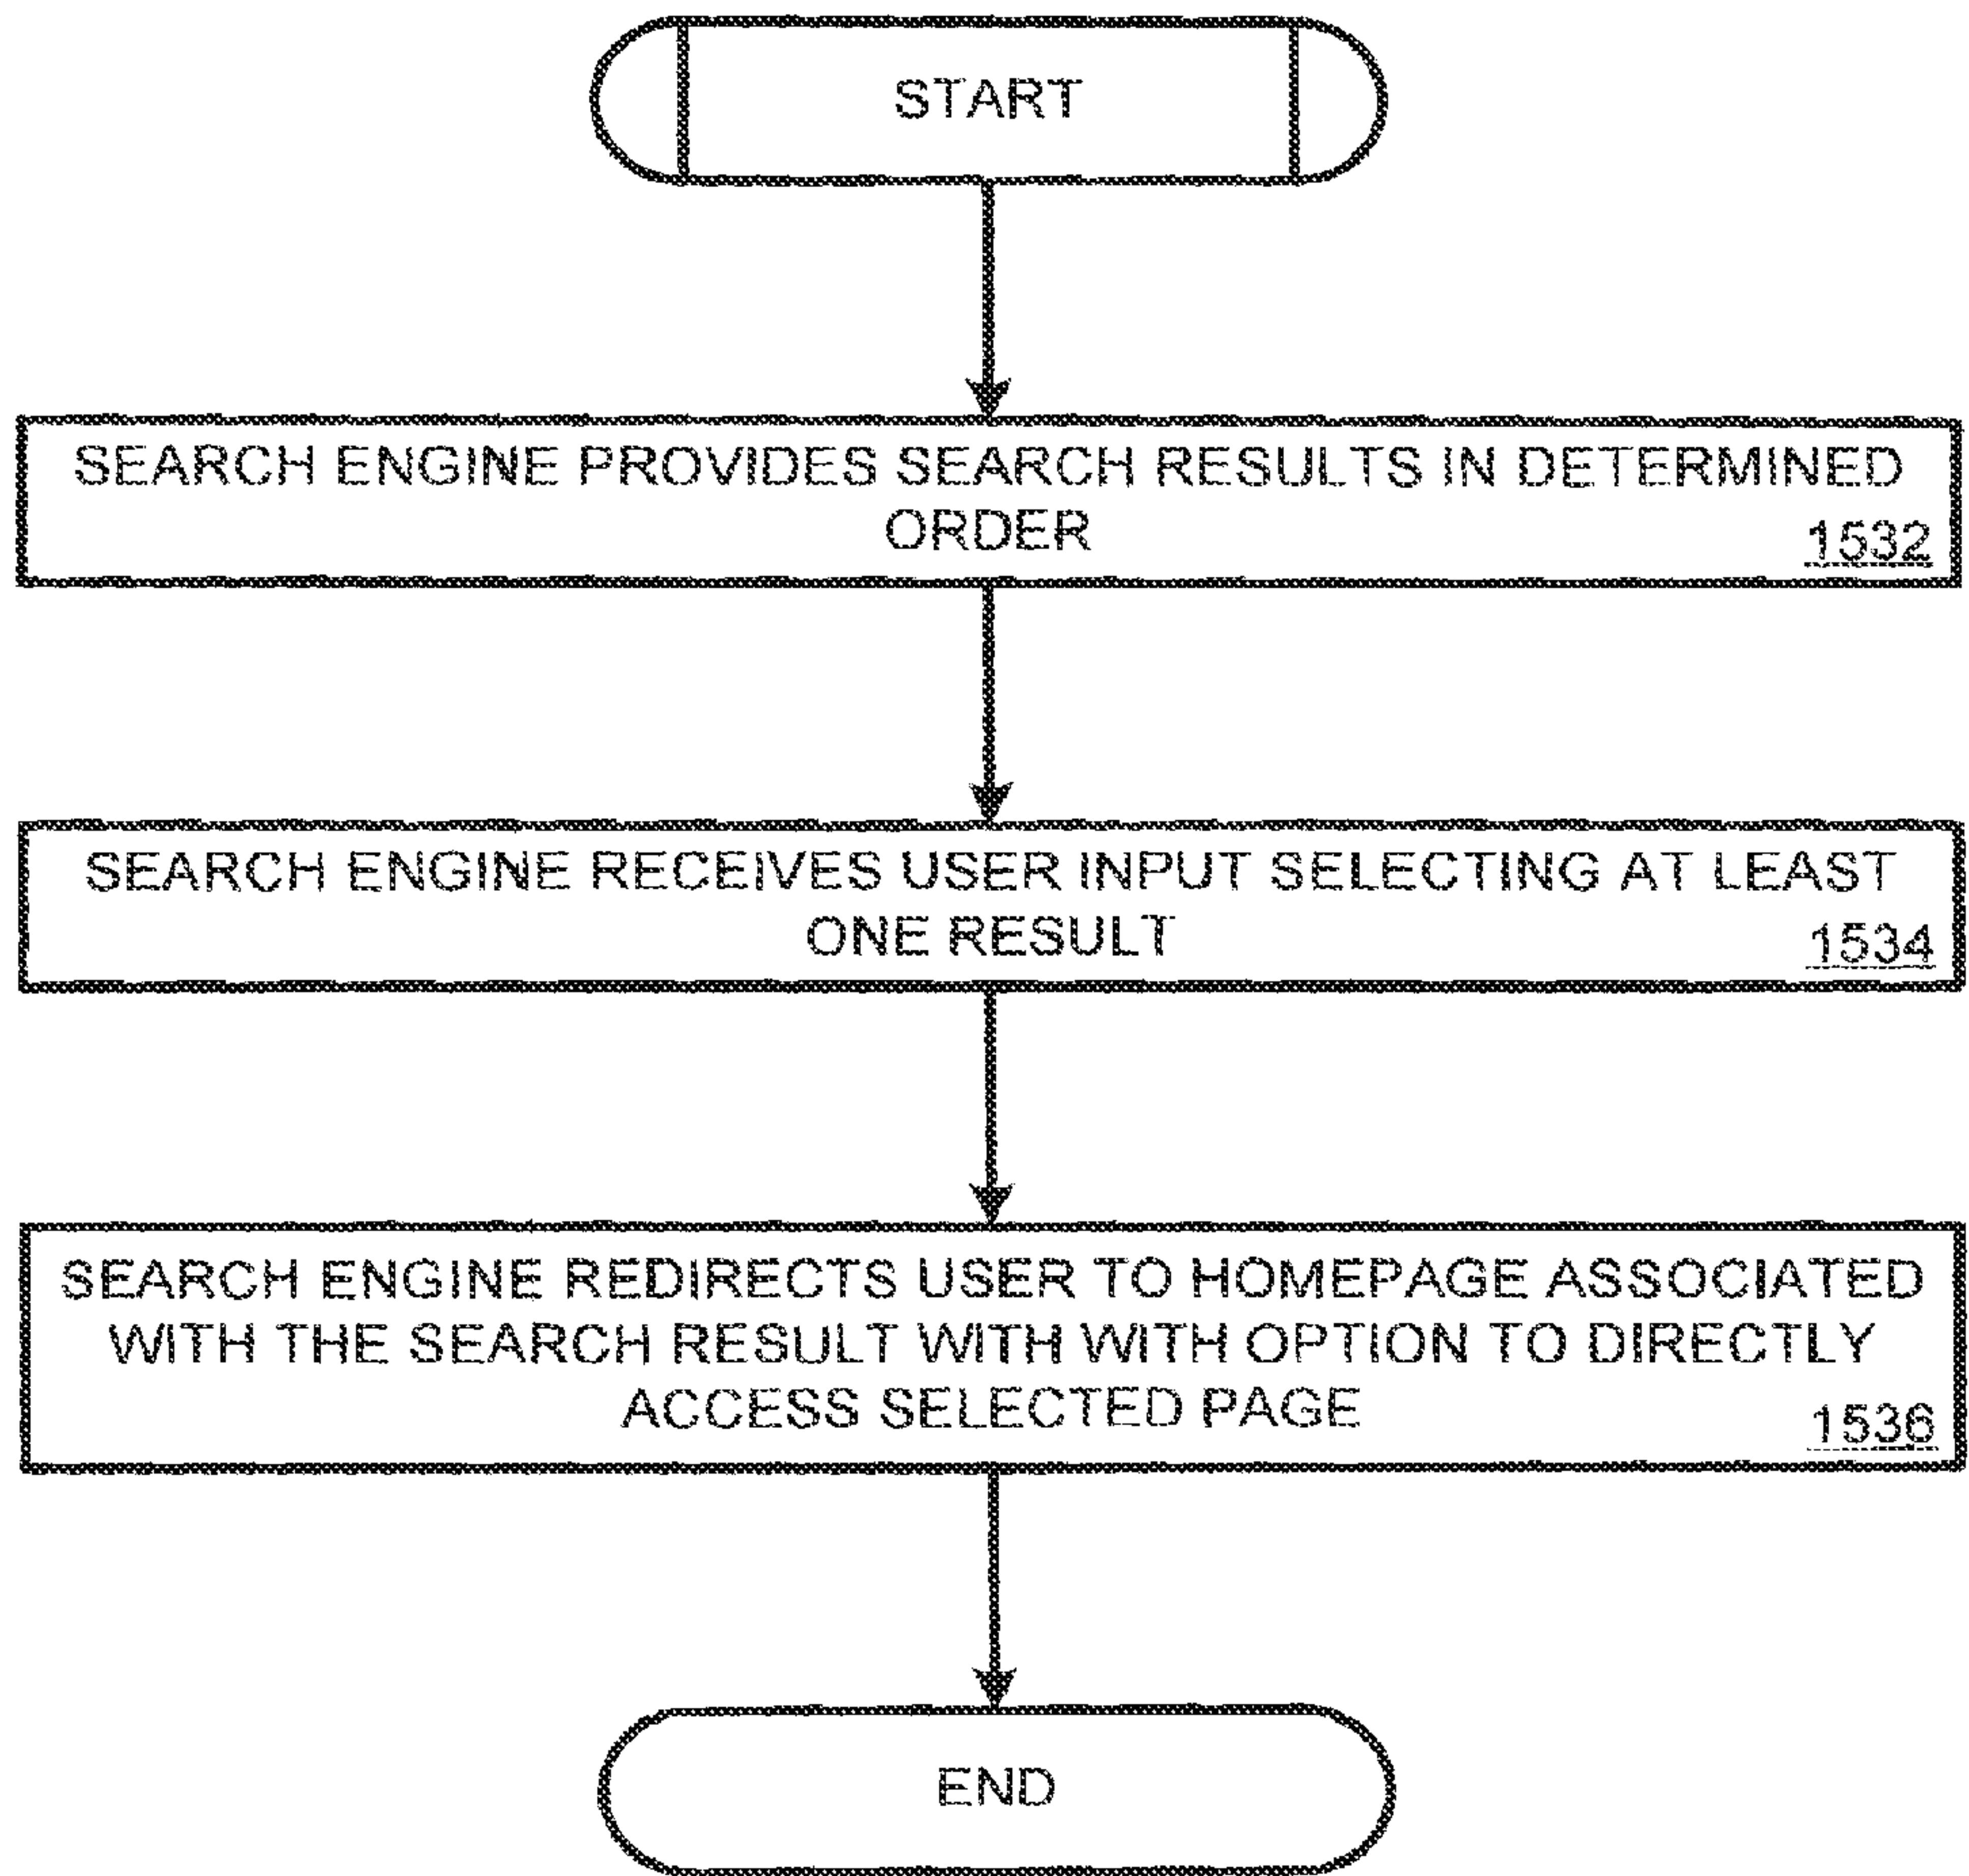 START
SEARCH ENGINE PROVIDES SEARCH RESULTS IN DETERMINED
ORDER
1532
SEARCH ENGINE RECEIVES USER INPUT SELECTING AT LEAST
ONE RESULT
1534
SEARCH ENGINE REDIRECTS USER TO HOMEPAGE ASSOCIATED
WITH THE SEARCH RESULT WITH WITH OPTION TO DIRECTLY
ACCESS SELECTED PAGE
1536
END